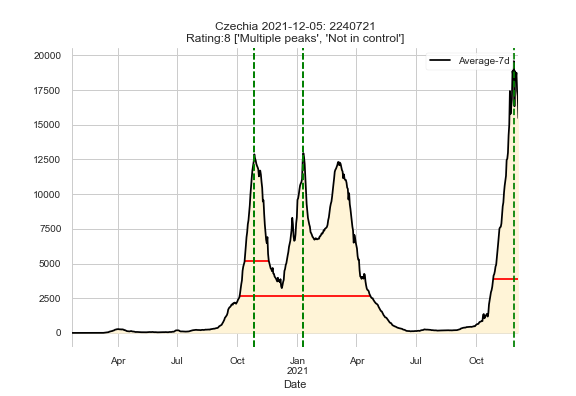 Czechia 2021-12-05: 2240721
Rating:8 ['Multiple peaks', 'Not in control']
Average-7d
20000
17500
15000
12500
10000
7500
5000
2500
0
Apr Jul Oct Jan Apr Jul Oct
2021
Date